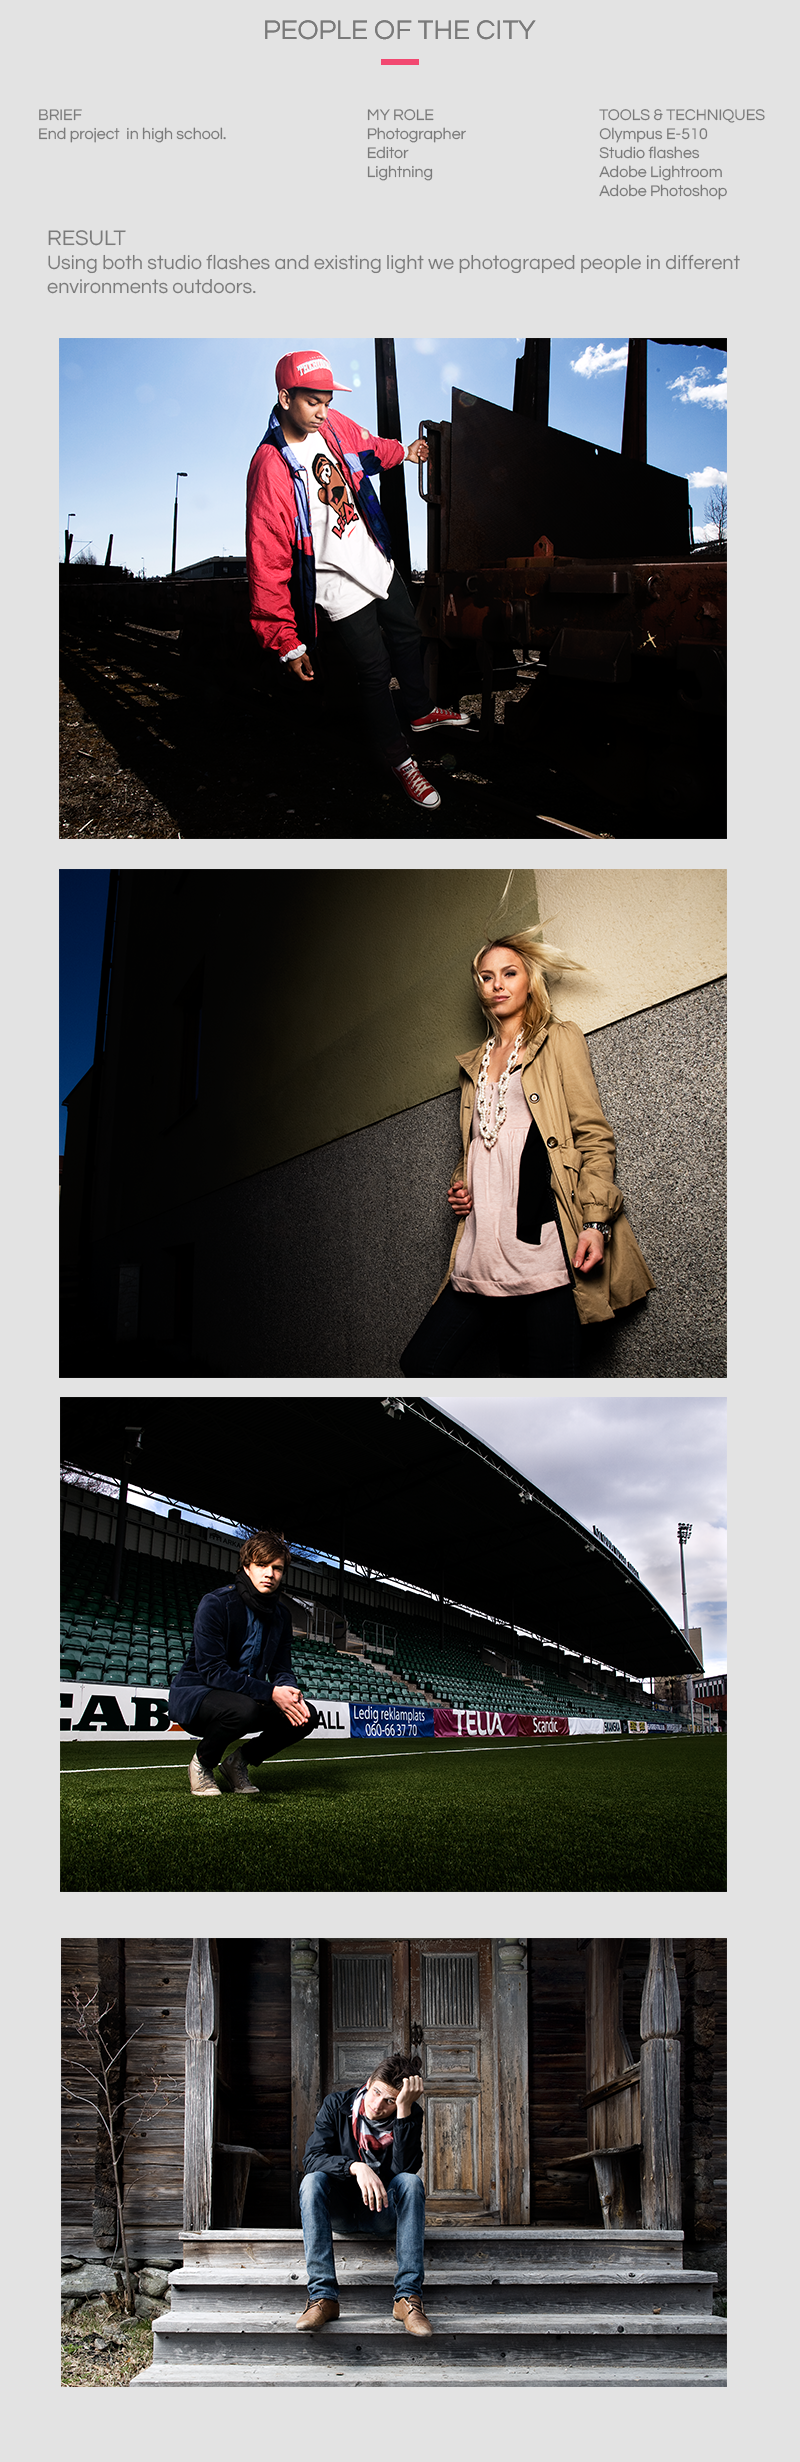 PEOPLE OF THE CITY
BRIEF
End project in high school.
MY ROLE
Photographer
Editor
Lightning
TOOLS & TECHNIQUES
Olympus E-510
Studio flashes
Adobe Lightroom
Adobe Photoshop
RESULT
Using both studio flashes and existing light we photograped people in different
environments outdoors.
A
CAB
ALL
Ledig reklamplats
060-66 37 70
TELIA
Scandic
SKANSKA